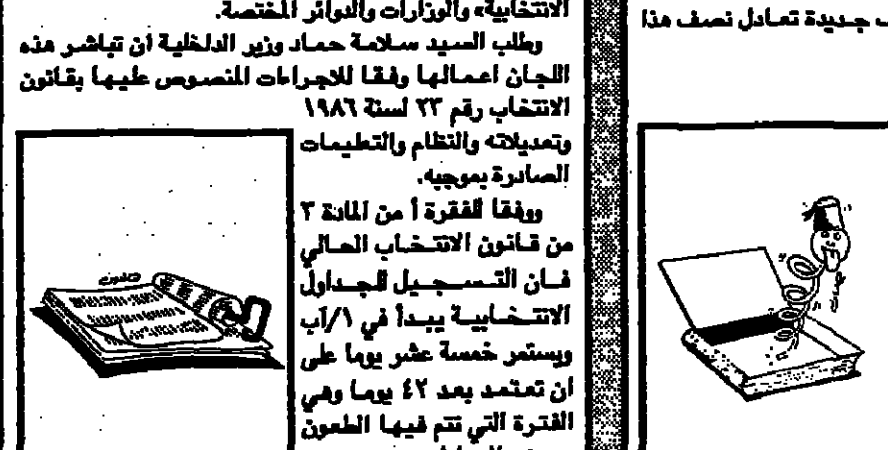 ف جديدة تعادل نصف هذا
الانتخابية» والوزارات والدوائر المختصة.
وطلب السيد سلامة حماد وزير الداخلية ان تباشر هذه
اللجان اعمالها وفقا للاجراءات المنصوص عليها بقانون
الانتخاب رقم ٢٣ لسنة ١٩٨٦
وتعديلاته والنظام والتعليمات
الصادرة بموجبه.
ووفقا للفقرة أ من المادة ٣
من قانون الانتخاب الحالي
فان التسجيل للجداول
الانتخابية يبدأ في ١/آب
ويستمر خمسة عشر يوما على
ان تعتمد بعد ٤٢ يوما وهي
الفترة التي تتم فيها الطعون